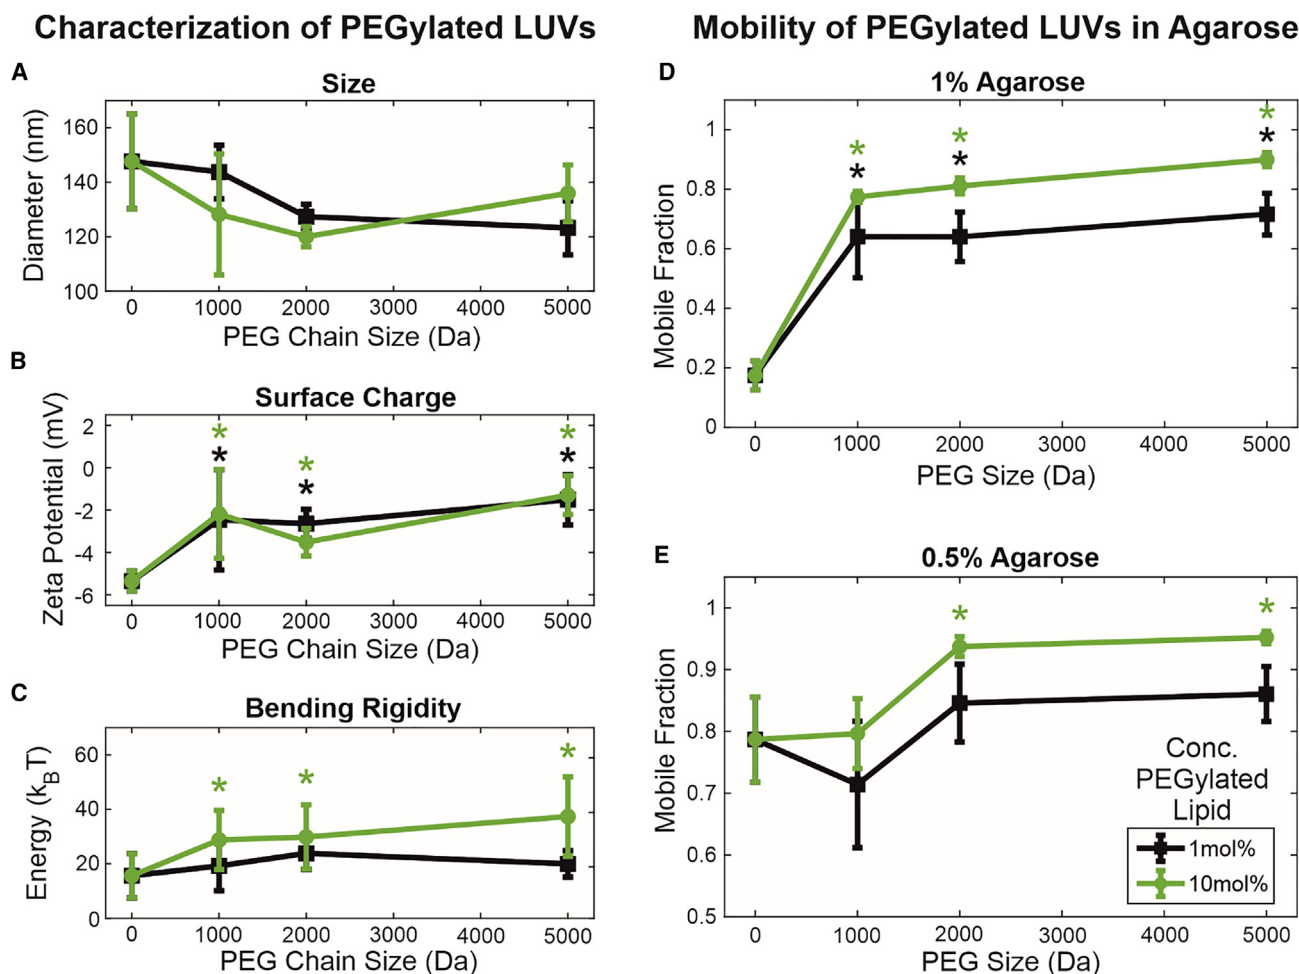 Characterization of PEGylated LUVs
A
Size
160
140
120
100
Diameter (nm)
0 1000 2000 3000 4000 5000
PEG Chain Size (Da)
B
Surface Charge
2
0
-2
-4
-6
Zeta Potential (mV)
* * * * * *
0 1000 2000 3000 4000 5000
PEG Chain Size (Da)
C
Bending Rigidity
60
40
20
0
Energy (kBT)
* * *
0 1000 2000 3000 4000 5000
PEG Chain Size (Da)
Mobility of PEGylated LUVs in Agarose
D
1% Agarose
1
0.8
0.6
0.4
0.2
0
Mobile Fraction
* * * * * *
0 1000 2000 3000 4000 5000
PEG Size (Da)
E
0.5% Agarose
1
0.9
0.8
0.7
0.6
0.5
Mobile Fraction
* *
Conc.
PEGylated
Lipid
1mol%
10mol%
0 1000 2000 3000 4000 5000
PEG Size (Da)